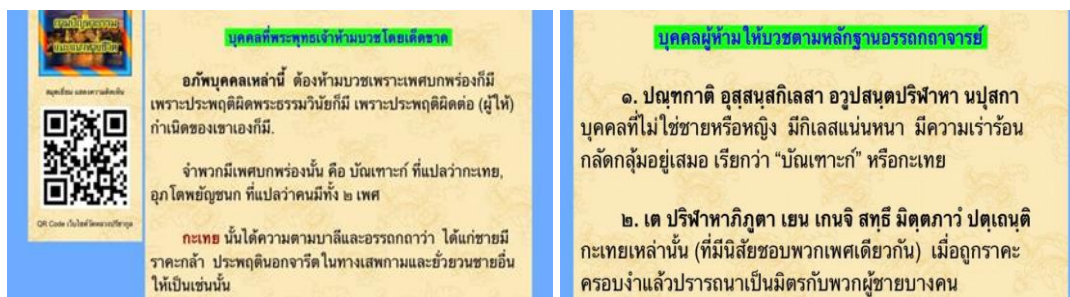 บุคคลที่พระพุทธเจ้าห้ามบวชโดยเด็ดขาด
อภัพบุคคลเหล่านี้ ต้องห้ามบวชเพราะเพศบกพร่องก็มี
เพราะประพฤติผิดพระธรรมวินัยก็มี เพราะประพฤติผิดต่อ (ผู้ให้)
กำเนิดของเขาเองก็มี.
จำพวกมีเพศบกพร่องนั้น คือ บัณเฑาะก์ ที่แปลว่ากะเทย,
อุภโตพยัญชนก ที่แปลว่าคนมีทั้ง ๒ เพศ
กะเทย นั้นได้ความตามบาลีและอรรถกถาว่า ได้แก่ชายมี
ราคะกล้า ประพฤตินอกจารีตในทางเสพกามและยั่วยวนชายอื่น
ให้เป็นเช่นนั้น
สมุดเยี่ยม แสดงความคิดเห็น
บุคคลผู้ห้ามให้บวชตามหลักฐานอรรถกถาจารย์
๑. ปณฺฑกาติ อุสฺสนฺสกิเลสา อวูปสนฺตปริฬาหา นปุสกา
บุคคลที่ไม่ใช่ชายหรือหญิง มีกิเลสแน่นหนา มีความเร่าร้อน
กลัดกลุ้มอยู่เสมอ เรียกว่า “บัณเฑาะก์” หรือกะเทย
๒. เต ปริฬาหาภิภูตา เยน เกนจิ สทฺธึ มิตฺตภาวํ ปตฺเถนฺติ
กะเทยเหล่านั้น (ที่มีนิสัยชอบพวกเพศเดียวกัน) เมื่อถูกราคะ
ครอบงำแล้วปรารถนาเป็นมิตรกับพวกผู้ชายบางคน